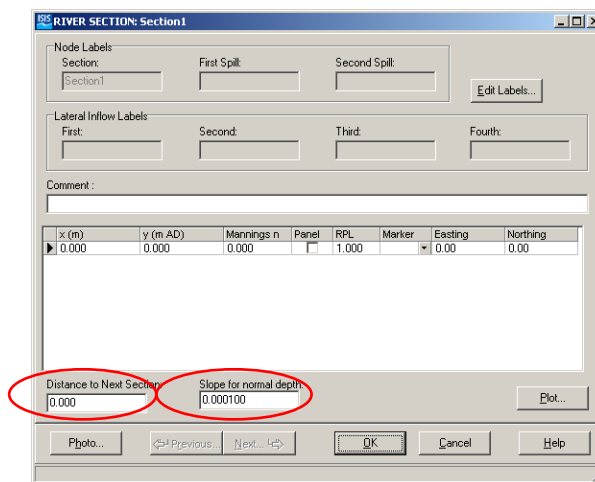 ISIS RIVER SECTION: Section1
Node Labels
Section: First Spill: Second Spill:
Section1
Edit Labels...
Lateral Inflow Labels
First: Second: Third: Fourth:
Comment :
x (m) y (m AD) Mannings n Panel RPL Marker Easting Northing
0.000 0.000 0.000 1.000 0.00 0.00
Distance to Next Section: Slope for normal depth:
0.000 0.000100
Plot...
Photo... Previous... Next... OK Cancel Help